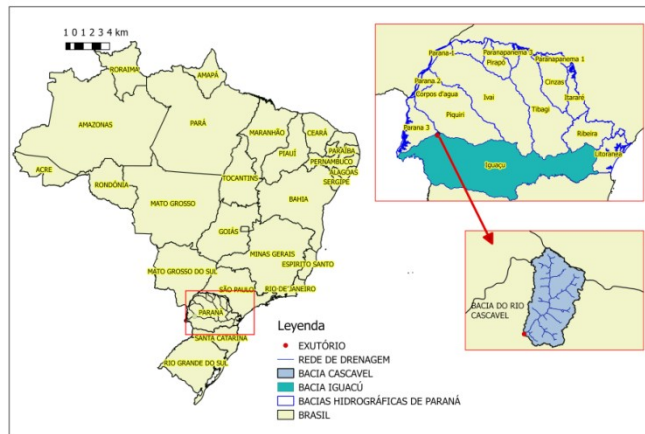 1 0 1 2 3 4 km
RORAIMA
AMAPÁ
AMAZONAS
PARÁ
MARANHÃO
CEARÁ
PIAUÍ
PARAÍBA
PERNAMBUCO
ALAGOAS
SERGIPE
ACRE
RONDÔNIA
TOCANTINS
MATO GROSSO
BAHIA
GOIÁS
MINAS GERAIS
ESPIRITO SANTO
MATO GROSSO DO SUL
SÃO PAULO
RIO DE JANEIRO
PARANÁ
SANTA CATARINA
RIO GRANDE DO SUL
Parana-1
Paranapanema 3
Pirapó
Paranapanema 1
Cinzas
Parana 2
Corpos d'agua
Ivai
Itarare
Tibagi
Piquiri
Parana 3
Ribeira
Litoranea
Iguaçu
BACIA DO RIO
CASCAVEL
Leyenda
EXUTÓRIO
REDE DE DRENAGEM
BACIA CASCAVEL
BACIA IGUACÚ
BACIAS HIDROGRÁFICAS DE PARANÁ
BRASIL